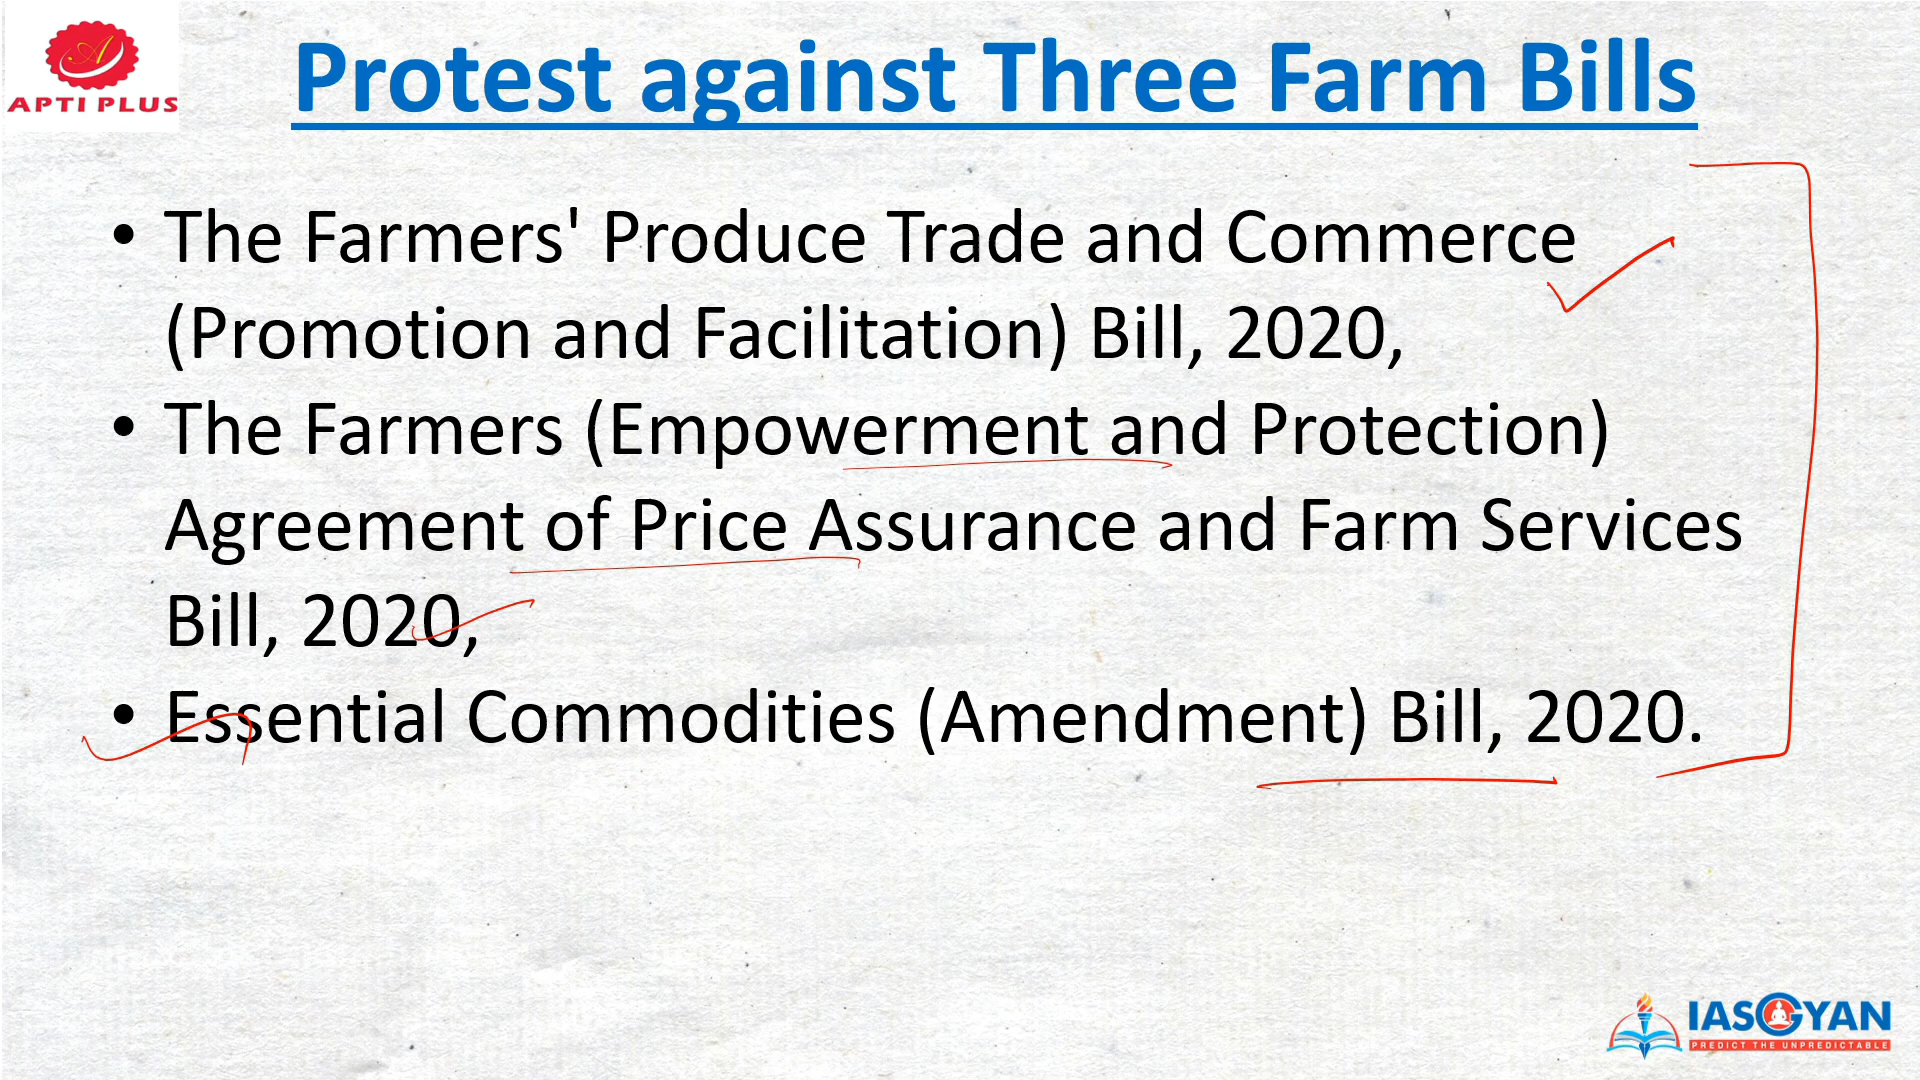 APTI PLUS
Protest against Three Farm Bills
• The Farmers' Produce Trade and Commerce
(Promotion and Facilitation) Bill, 2020,
• The Farmers (Empowerment and Protection)
Agreement of Price Assurance and Farm Services
Bill, 2020,
• Essential Commodities (Amendment) Bill, 2020.
IASGYAN
PREDICT THE UNPREDICTABLE